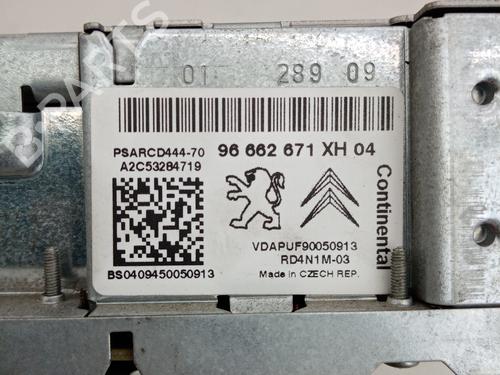 01 289 09
PSARCD444-70 96 662 671 XH 04
A2C53284719
Continental
VDAPUF90050913
RD4N1M-03
BS0409450050913 Made in CZECH REP.